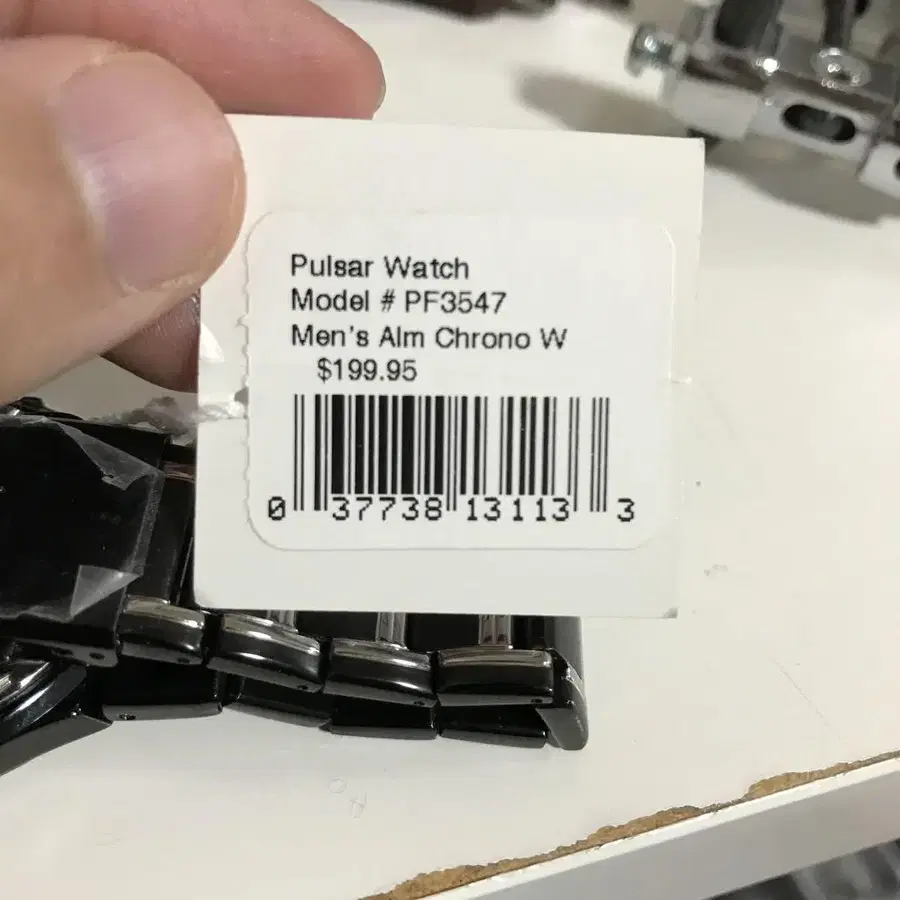 Pulsar Watch
Model # PF3547
Men's Alm Chrono W
$199.95
0 37738 13113 3